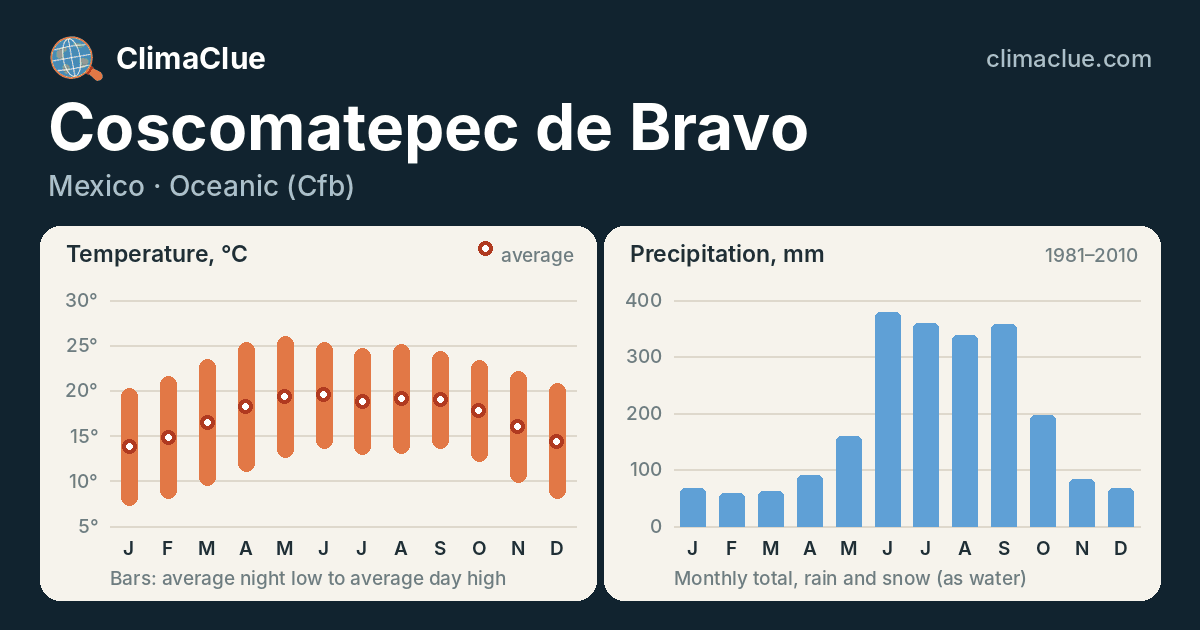 ClimaClue
climaclue.com
Coscomatepec de Bravo
Mexico · Oceanic (Cfb)
Temperature, °C
average
30°
25°
20°
15°
10°
5°
J F M A M J J A S O N D
Bars: average night low to average day high
Precipitation, mm
1981–2010
400
300
200
100
0
J F M A M J J A S O N D
Monthly total, rain and snow (as water)